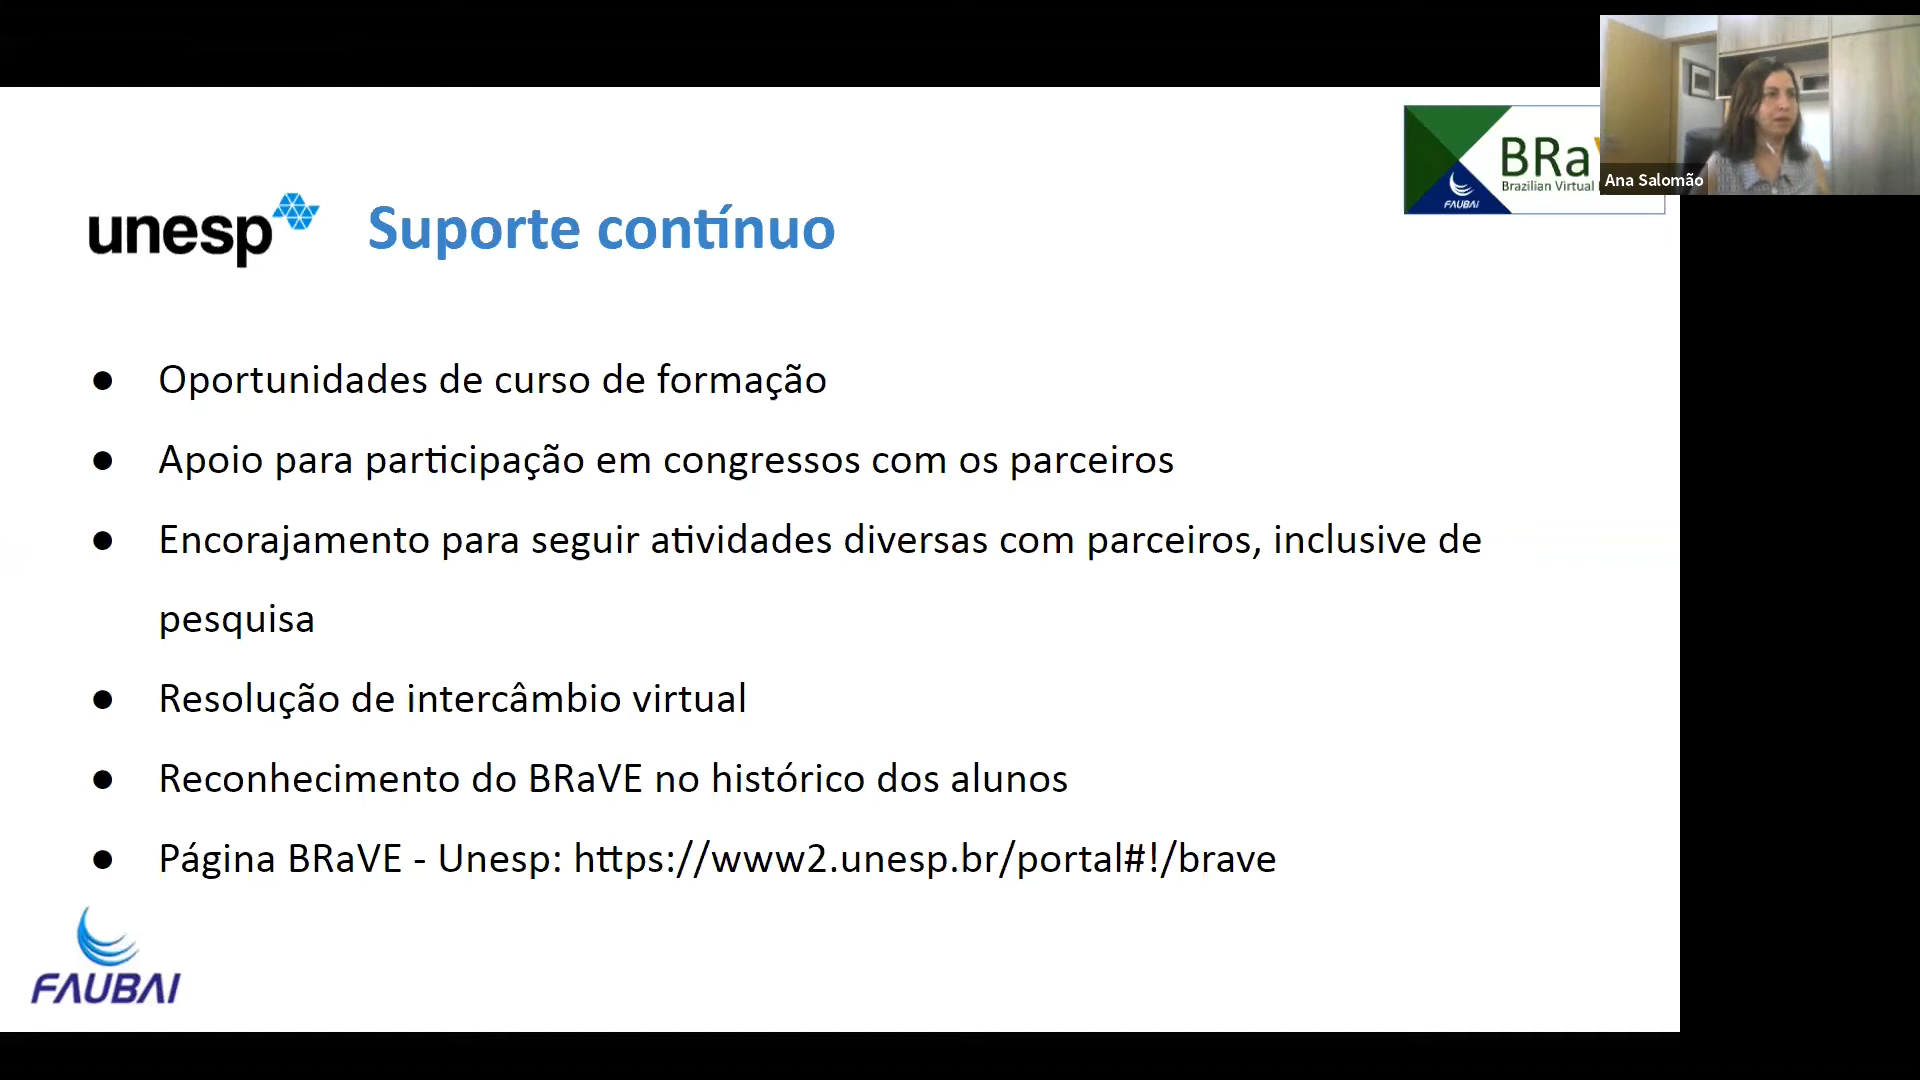 BRa
Brazilian Virtual
FAUBAI
Ana Salomão
unesp
Suporte contínuo
● Oportunidades de curso de formação
● Apoio para participação em congressos com os parceiros
● Encorajamento para seguir atividades diversas com parceiros, inclusive de
pesquisa
● Resolução de intercâmbio virtual
● Reconhecimento do BRaVE no histórico dos alunos
● Página BRaVE - Unesp: https://www2.unesp.br/portal#!/brave
FAUBAI